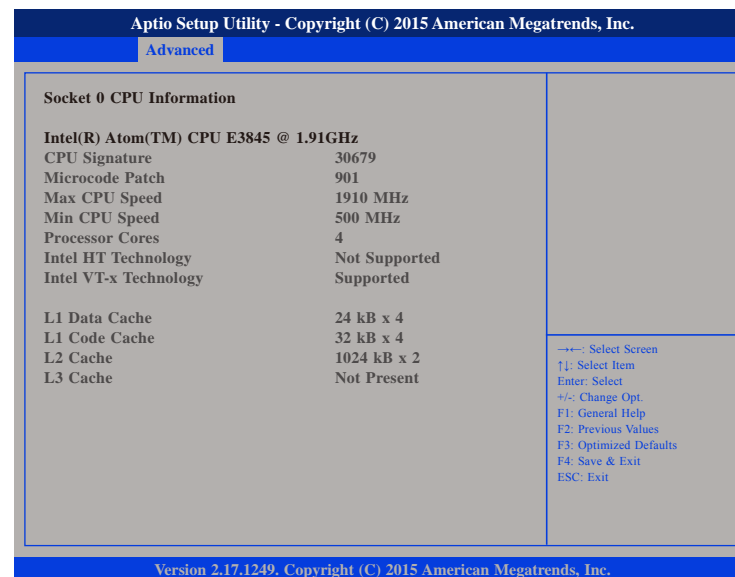 Aptio Setup Utility - Copyright (C) 2015 American Megatrends, Inc.
Advanced
Socket 0 CPU Information
Intel(R) Atom(TM) CPU E3845 @ 1.91GHz
CPU Signature 30679
Microcode Patch 901
Max CPU Speed 1910 MHz
Min CPU Speed 500 MHz
Processor Cores 4
Intel HT Technology Not Supported
Intel VT-x Technology Supported
L1 Data Cache 24 kB x 4
L1 Code Cache 32 kB x 4
L2 Cache 1024 kB x 2
L3 Cache Not Present
→←: Select Screen
↑↓: Select Item
Enter: Select
+/-: Change Opt.
F1: General Help
F2: Previous Values
F3: Optimized Defaults
F4: Save & Exit
ESC: Exit
Version 2.17.1249. Copyright (C) 2015 American Megatrends, Inc.